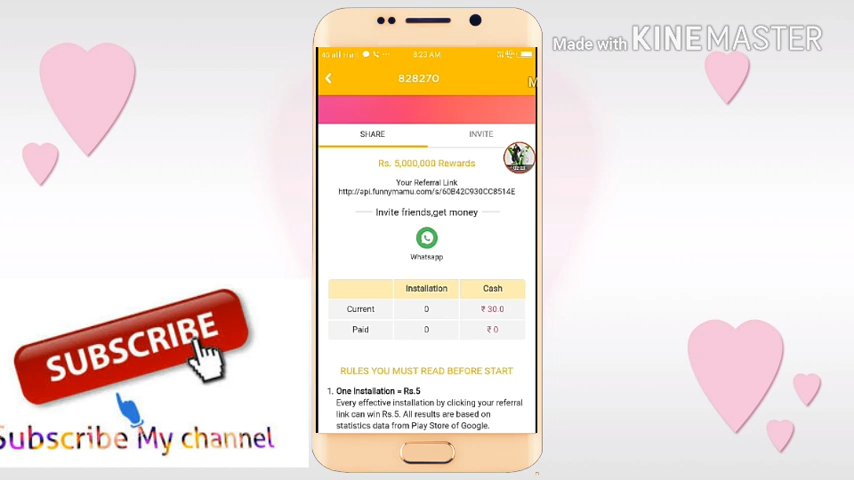 Made with KINEMASTER
8:23 AM
828270
M
SHARE
INVITE
Rs. 5,000,000 Rewards
Your Referral Link
http://api.funnymamu.com/s/60B42C930CC8514E
Invite friends,get money
Whatsapp
Installation Cash
Current 0 ₹ 30.0
Paid 0 ₹ 0
RULES YOU MUST READ BEFORE START
1. One Installation = Rs.5
Every effective installation by clicking your referral
link can win Rs.5. All results are based on
statistics data from Play Store of Google.
SUBSCRIBE
Subscribe My channel